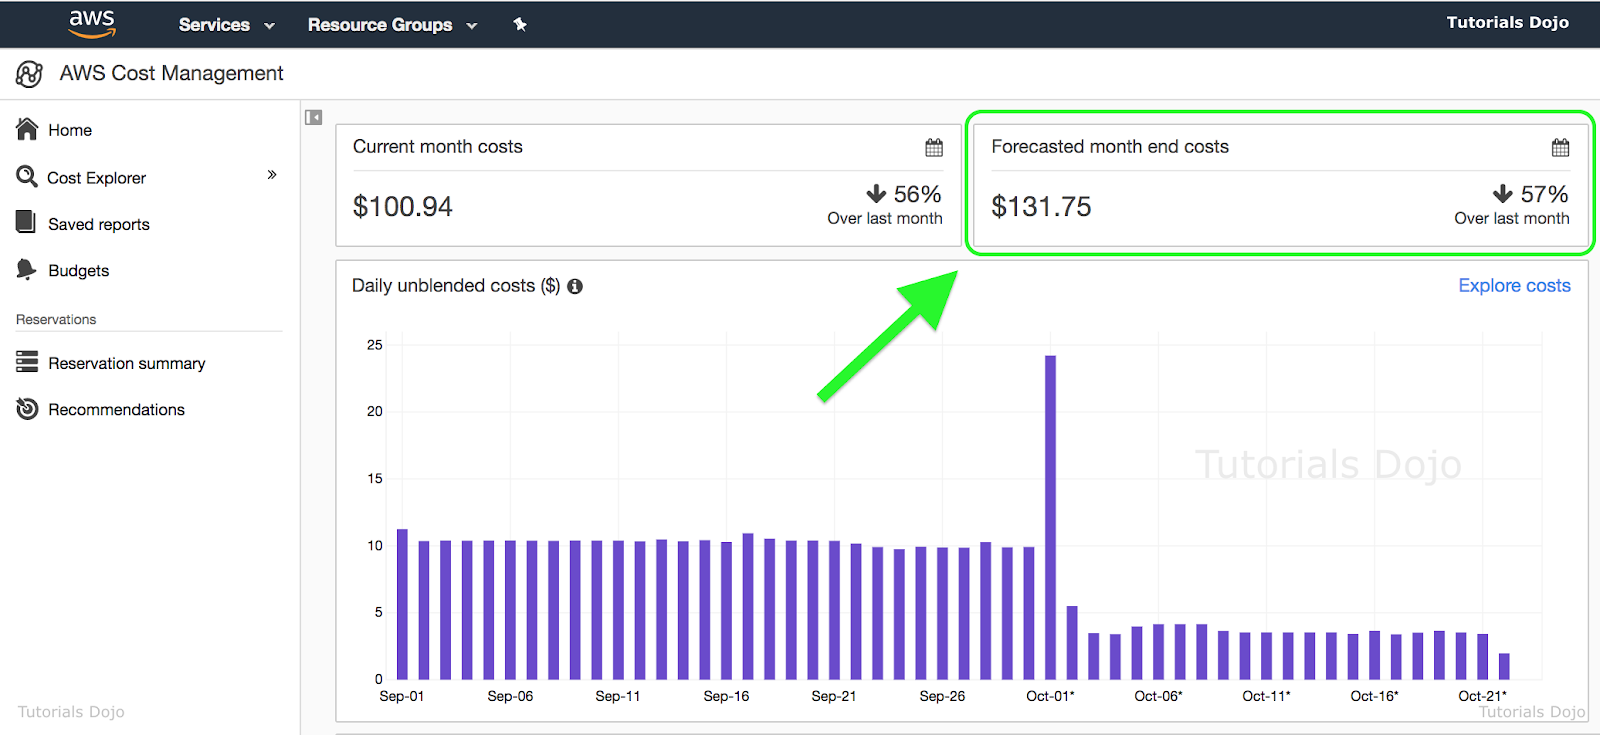 aws Services Resource Groups Tutorials Dojo
AWS Cost Management
Home
Cost Explorer »
Saved reports
Budgets
Reservations
Reservation summary
Recommendations
Current month costs
$100.94
56%
Over last month
Forecasted month end costs
$131.75
57%
Over last month
Daily unblended costs ($)
Explore costs
25
20
15
10
5
0
Sep-01 Sep-06 Sep-11 Sep-16 Sep-21 Sep-26 Oct-01* Oct-06* Oct-11* Oct-16* Oct-21*
Tutorials Dojo
Tutorials Dojo
Tutorials Dojo